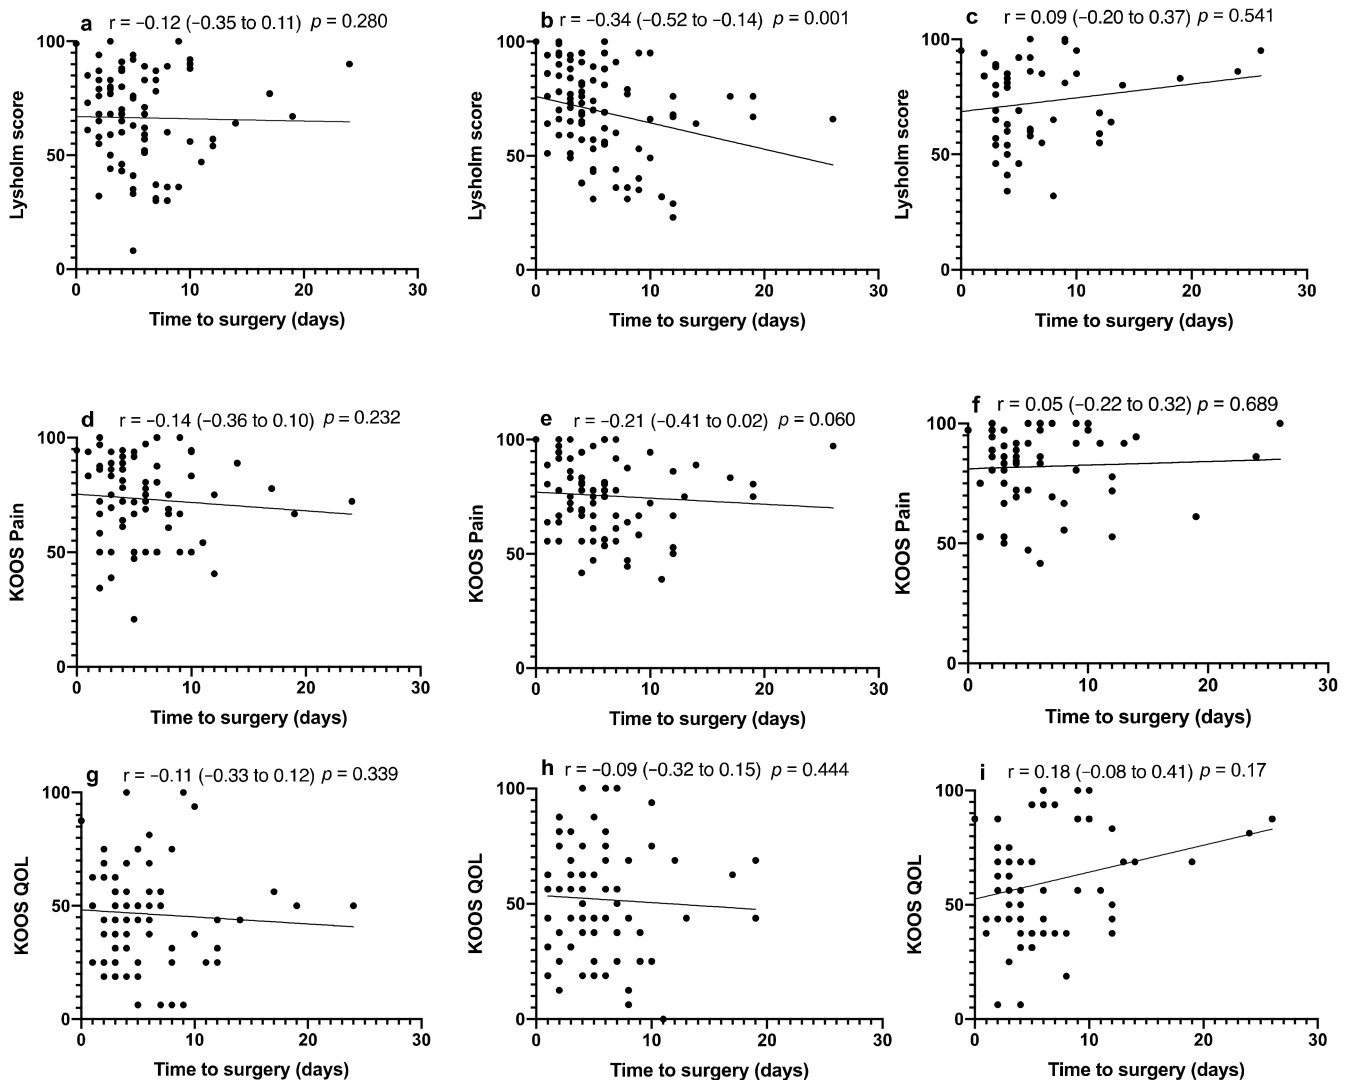 a r = −0.12 (−0.35 to 0.11) p = 0.280
100
50
0
Lysholm score
0 10 20 30
Time to surgery (days)
b r = −0.34 (−0.52 to −0.14) p = 0.001
100
50
0
Lysholm score
0 10 20 30
Time to surgery (days)
c r = 0.09 (−0.20 to 0.37) p = 0.541
100
50
0
Lysholm score
0 10 20 30
Time to surgery (days)
d r = −0.14 (−0.36 to 0.10) p = 0.232
100
50
0
KOOS Pain
0 10 20 30
Time to surgery (days)
e r = −0.21 (−0.41 to 0.02) p = 0.060
100
50
0
KOOS Pain
0 10 20 30
Time to surgery (days)
f r = 0.05 (−0.22 to 0.32) p = 0.689
100
50
0
KOOS Pain
0 10 20 30
Time to surgery (days)
g r = −0.11 (−0.33 to 0.12) p = 0.339
100
50
0
KOOS QOL
0 10 20 30
Time to surgery (days)
h r = −0.09 (−0.32 to 0.15) p = 0.444
100
50
0
KOOS QOL
0 10 20 30
Time to surgery (days)
i r = 0.18 (−0.08 to 0.41) p = 0.17
100
50
0
KOOS QOL
0 10 20 30
Time to surgery (days)